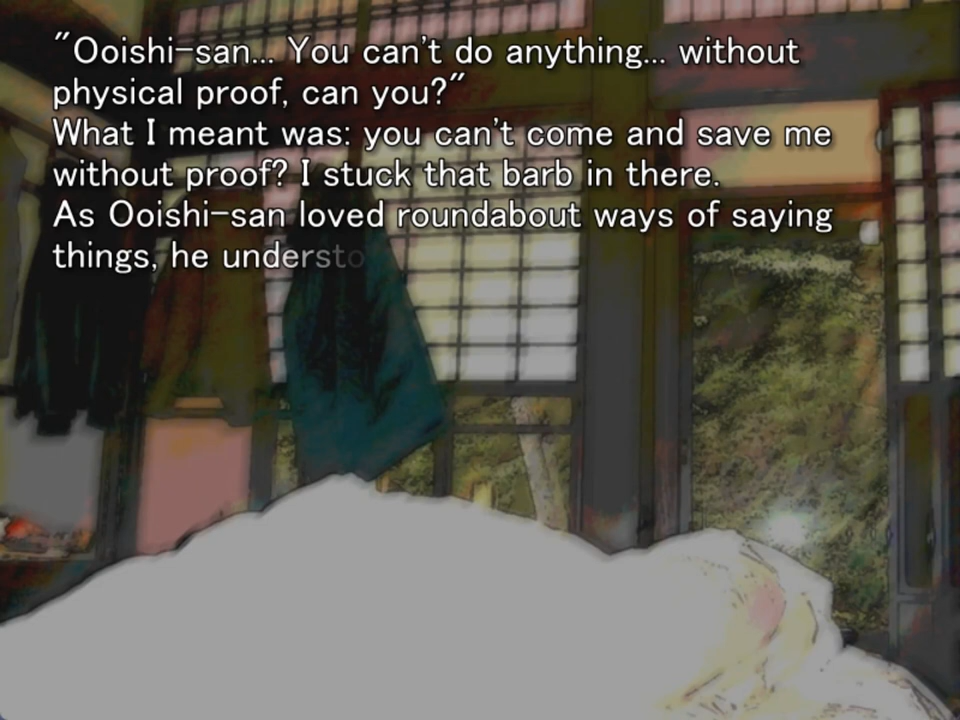 "Ooishi-san... You can't do anything... without
physical proof, can you?"
What I meant was: you can't come and save me
without proof? I stuck that barb in there.
As Ooishi-san loved roundabout ways of saying
things, he understo